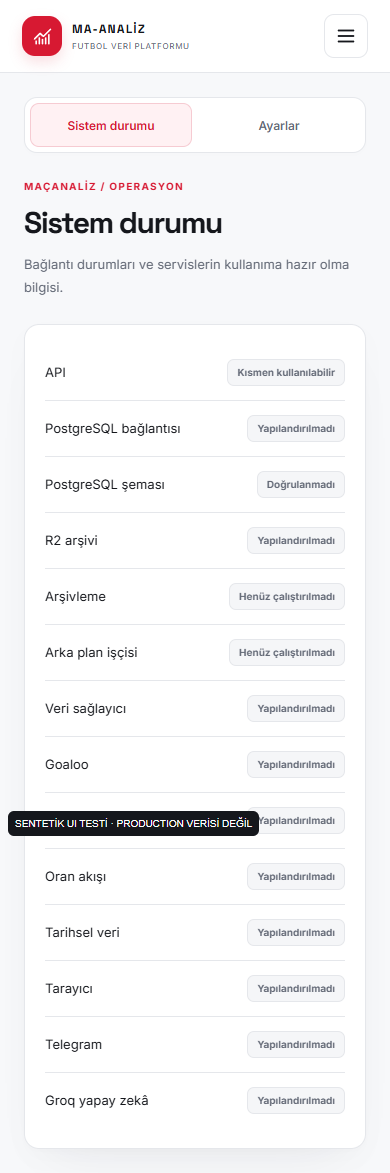 MA-ANALİZ
FUTBOL VERİ PLATFORMU
Sistem durumu
Ayarlar
MAÇANALİZ / OPERASYON
Sistem durumu
Bağlantı durumları ve servislerin kullanıma hazır olma
bilgisi.
API
Kısmen kullanılabilir
PostgreSQL bağlantısı
Yapılandırılmadı
PostgreSQL şeması
Doğrulanmadı
R2 arşivi
Yapılandırılmadı
Arşivleme
Henüz çalıştırılmadı
Arka plan işçisi
Henüz çalıştırılmadı
Veri sağlayıcı
Yapılandırılmadı
Goaloo
Yapılandırılmadı
SENTETİK UI TESTİ · PRODUCTION VERİSİ DEĞİL
Yapılandırılmadı
Oran akışı
Yapılandırılmadı
Tarihsel veri
Yapılandırılmadı
Tarayıcı
Yapılandırılmadı
Telegram
Yapılandırılmadı
Groq yapay zekâ
Yapılandırılmadı